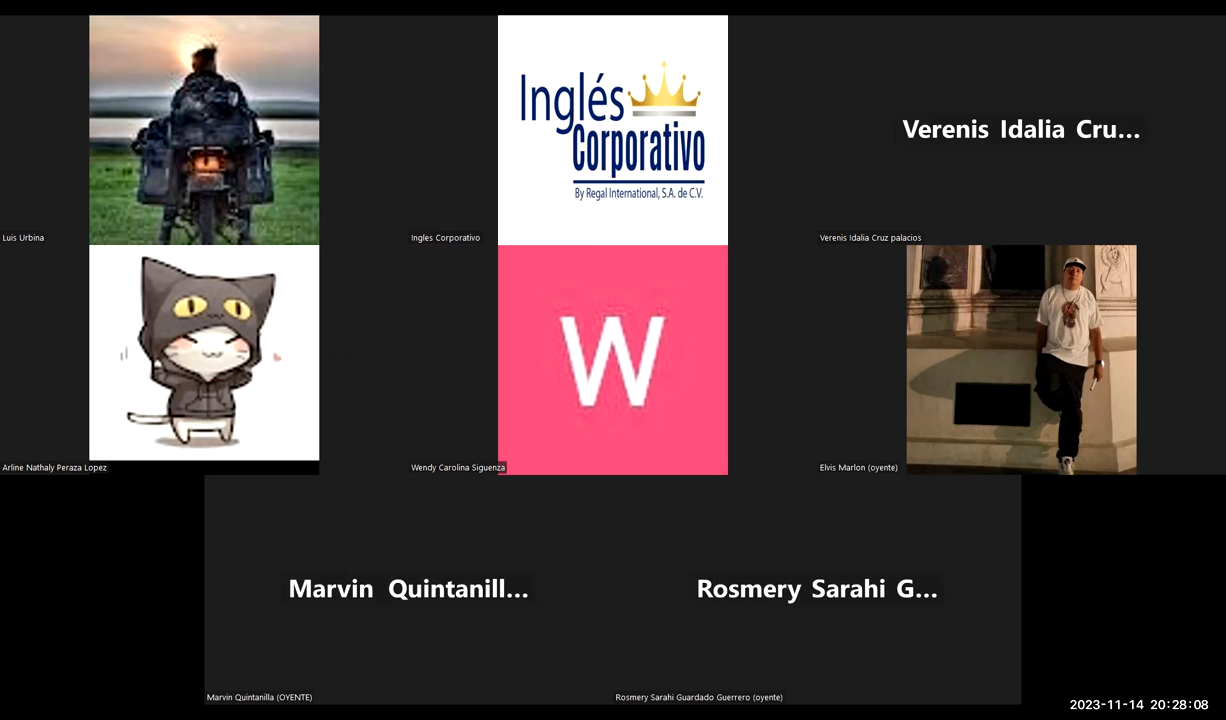 Inglés
Corporativo
By Regal International, S.A. de C.V.
Verenis Idalia Cru...
Luis Urbina
Ingles Corporativo
Verenis Idalia Cruz palacios
W
Arline Nathaly Peraza Lopez
Wendy Carolina Siguenza
Elvis Marlon (oyente)
Marvin Quintanill...
Rosmery Sarahi G...
Marvin Quintanilla (OYENTE)
Rosmery Sarahi Guardado Guerrero (oyente)
2023-11-14 20:28:08